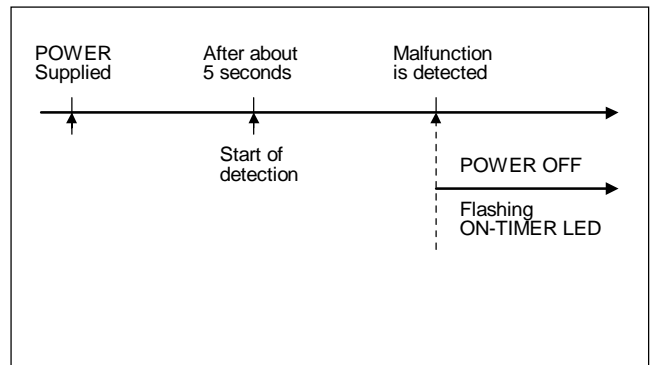 POWER
Supplied
After about
5 seconds
Malfunction
is detected
Start of
detection
POWER OFF
Flashing
ON-TIMER LED